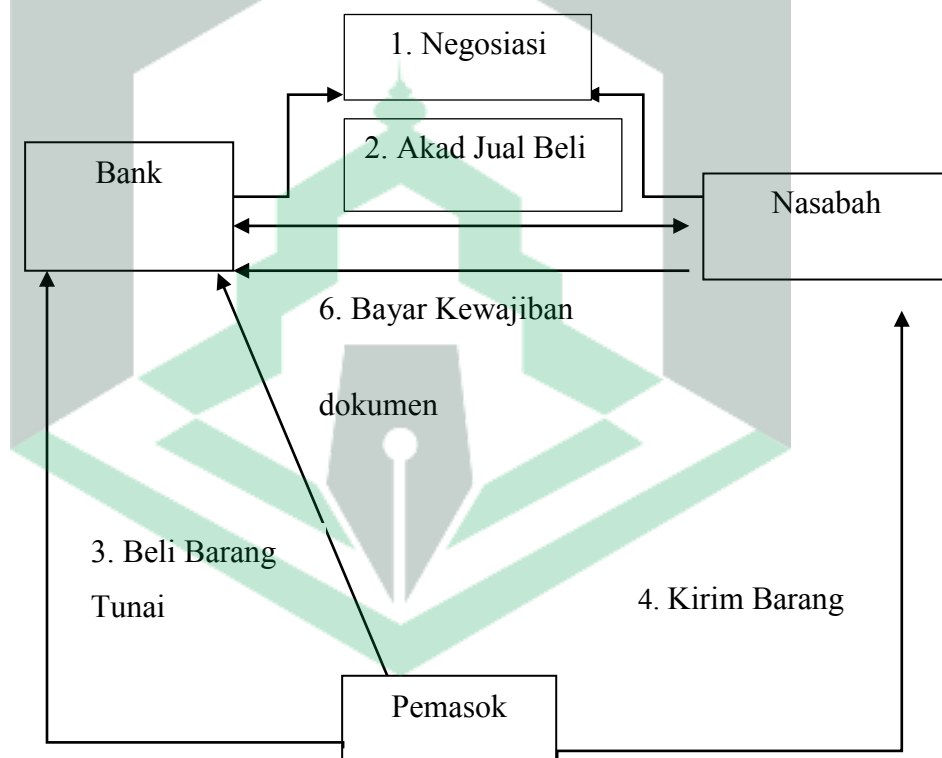 1. Negosiasi
2. Akad Jual Beli
Bank
Nasabah
6. Bayar Kewajiban
dokumen
3. Beli Barang
Tunai
4. Kirim Barang
Pemasok